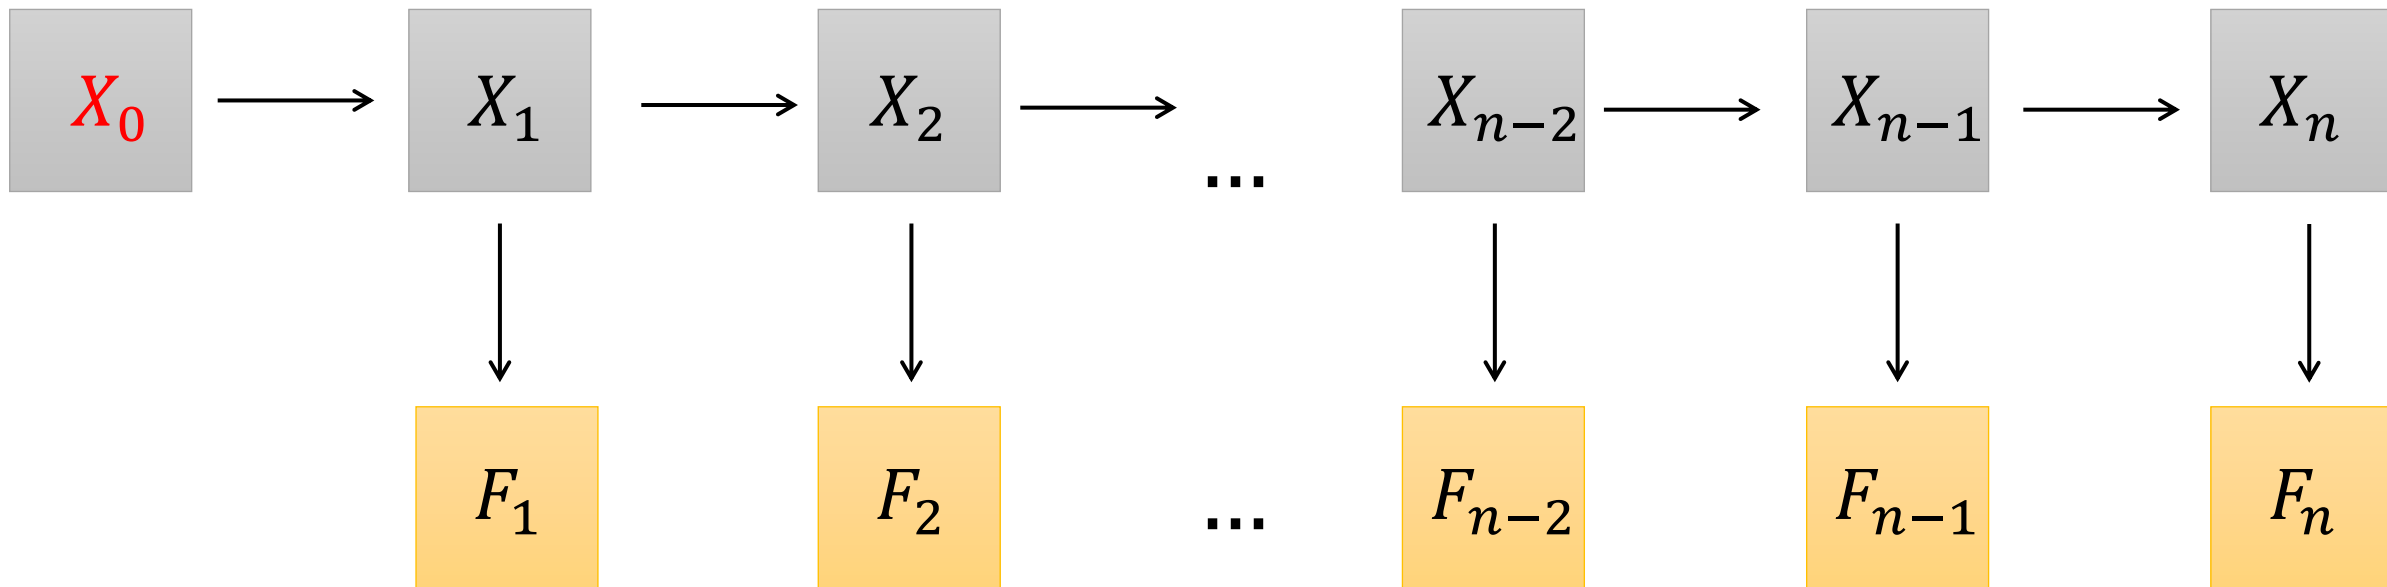 X₀ X₁ X₂ ... Xₙ₋₂ Xₙ₋₁ Xₙ
F₁ F₂ ... Fₙ₋₂ Fₙ₋₁ Fₙ